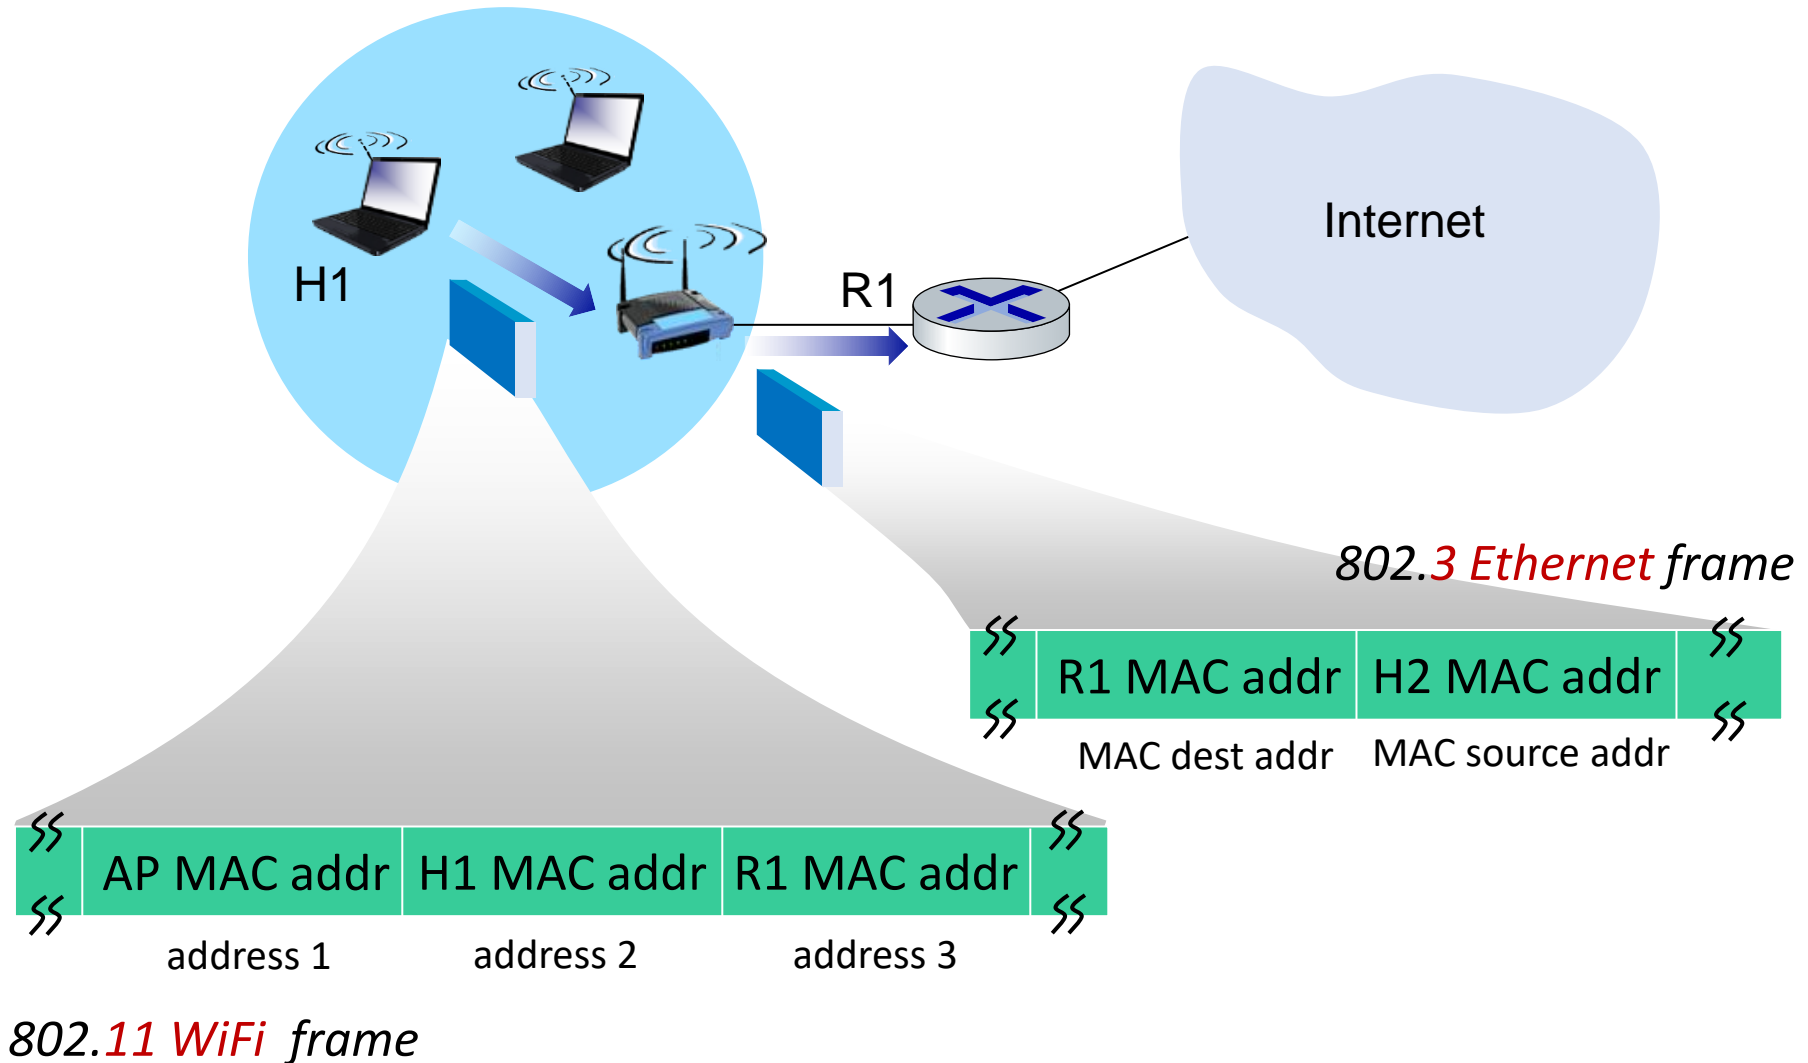 Internet
H1
R1
802.3 Ethernet frame
R1 MAC addr H2 MAC addr
MAC dest addr MAC source addr
AP MAC addr H1 MAC addr R1 MAC addr
address 1 address 2 address 3
802.11 WiFi frame